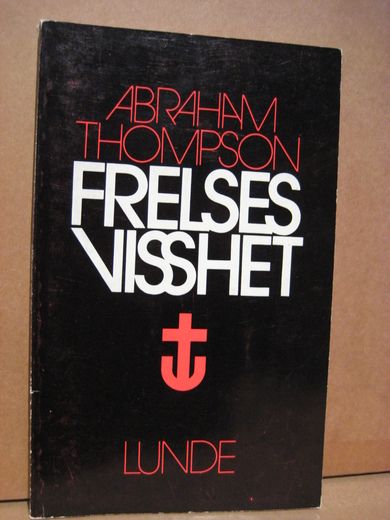 ABRAHAM
THOMPSON
FRELSES
VISSHET
LUNDE